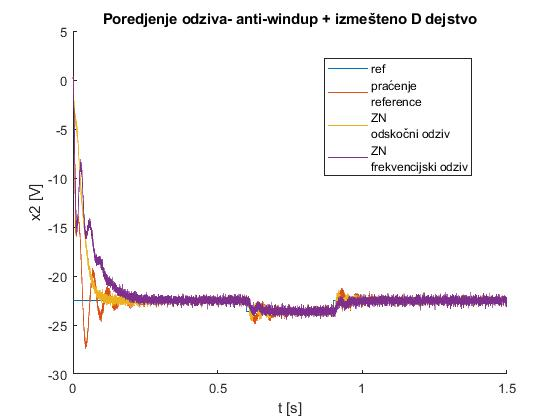 Poredjenje odziva- anti-windup + izmešteno D dejstvo
5
0
-5
-10
-15
-20
-25
-30
x2 [V]
ref
praćenje
reference
ZN
odskočni odziv
ZN
frekvencijski odziv
0
0.5
1
1.5
t [s]